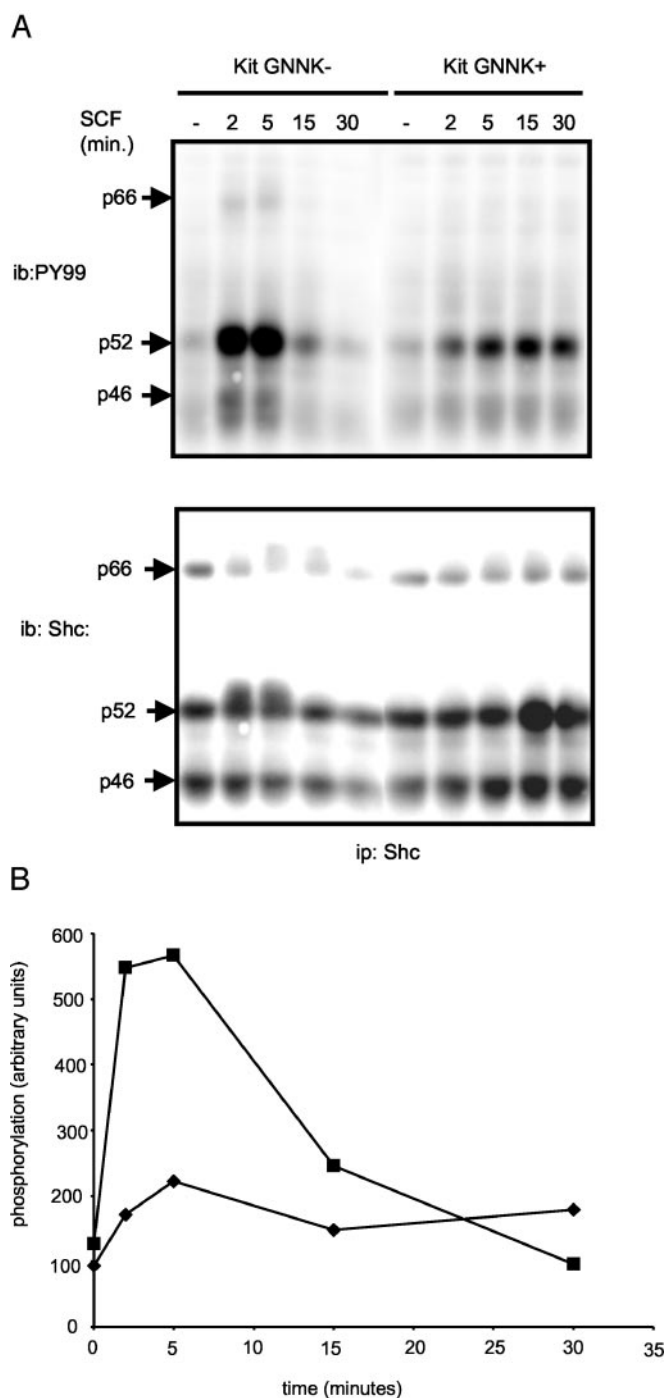 A
Kit GNNK- Kit GNNK+
SCF - 2 5 15 30 - 2 5 15 30
(min.)
p66
ib:PY99
p52
p46
p66
ib: Shc:
p52
p46
ip: Shc
B
600
500
400
300
200
100
0
phosphorylation (arbitrary units)
0 5 10 15 20 25 30 35
time (minutes)